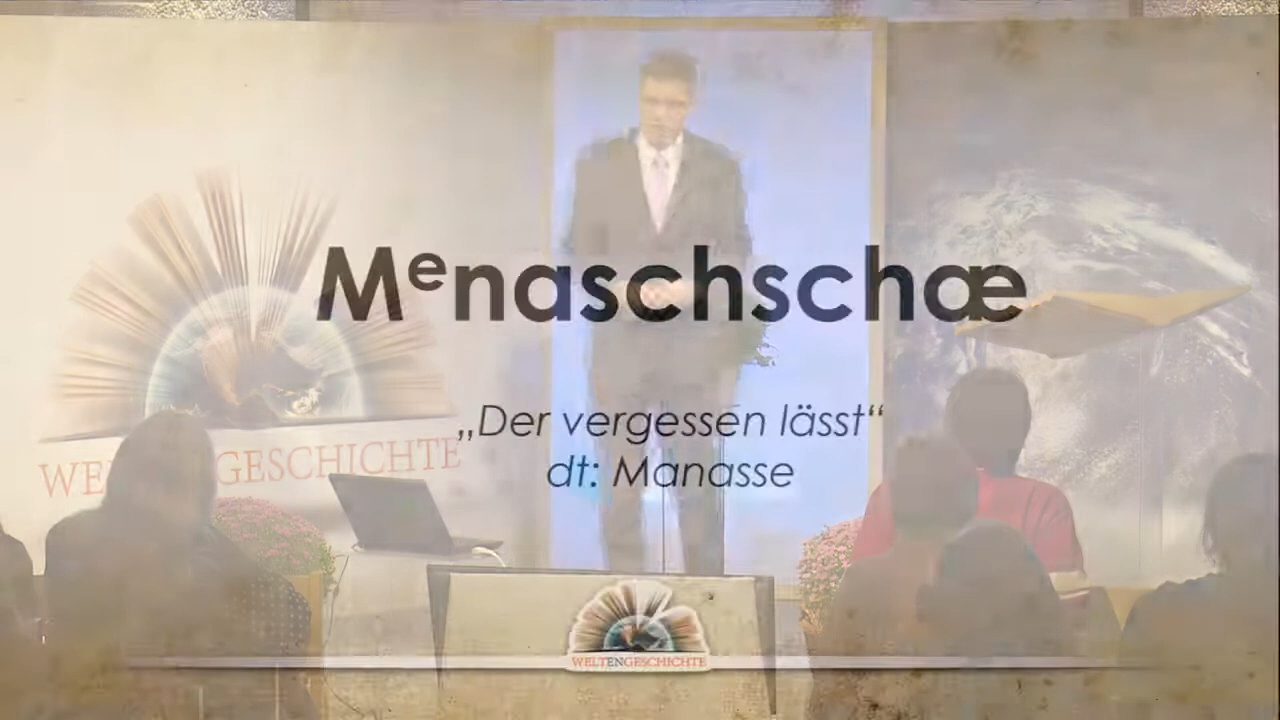 Mᵉnaschschæ
„Der vergessen lässt“
dt: Manasse
WELTENGESCHICHTE
WELTENGESCHICHTE